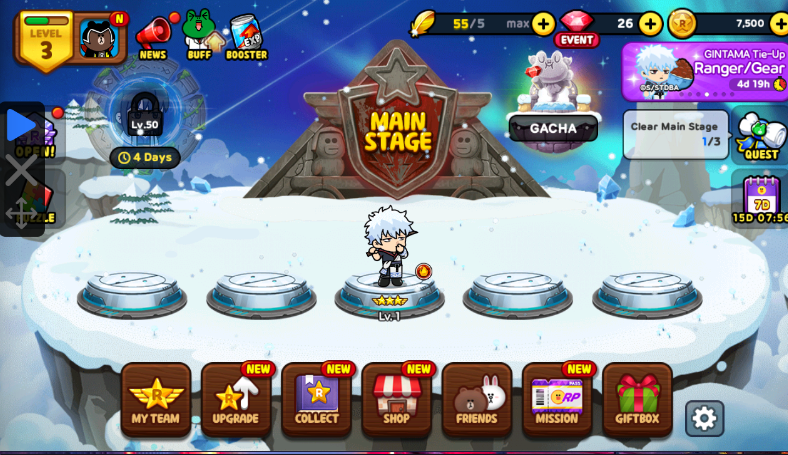 LEVEL
3
N
NEWS
BUFF
EXP
BOOSTER
55/5
max
26
EVENT
R
7,500
GINTAMA Tie-Up
Ranger/Gear
4d 19h
Lv.50
4 Days
OPEN!
MAIN
STAGE
GACHA
Clear Main Stage
1/3
QUEST
7D
15D 07:56
Lv.1
R
MY TEAM
NEW
R
UPGRADE
NEW
R
COLLECT
NEW
SHOP
FRIENDS
NEW
PASS
RP
MISSION
GIFTBOX